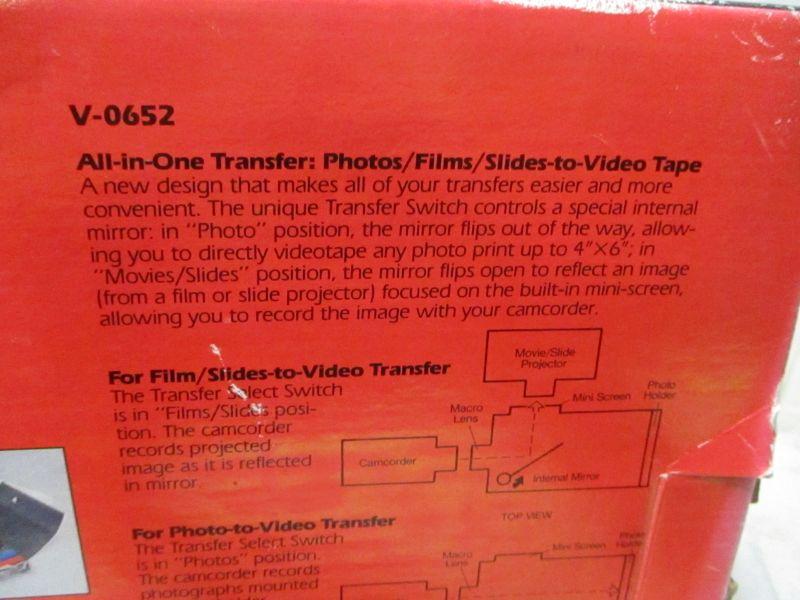 V-0652
All-in-One Transfer: Photos/Films/Slides-to-Video Tape
A new design that makes all of your transfers easier and more
convenient. The unique Transfer Switch controls a special internal
mirror: in "Photo" position, the mirror flips out of the way, allow-
ing you to directly videotape any photo print up to 4"×6"; in
"Movies/Slides" position, the mirror flips open to reflect an image
(from a film or slide projector) focused on the built-in mini-screen,
allowing you to record the image with your camcorder.
For Film/Slides-to-Video Transfer
The Transfer Select Switch
is in "Films/Slides posi-
tion. The camcorder
records projected
image as it is reflected
in mirror.
Movie/Slide
Projector
Mini Screen
Photo
Holder
Macro
Lens
Camcorder
Internal Mirror
TOP VIEW
For Photo-to-Video Transfer
The Transfer Select Switch
is in "Photos" position.
The camcorder records
photographs mounted
Macro
Lens
Mini Screen
Photo